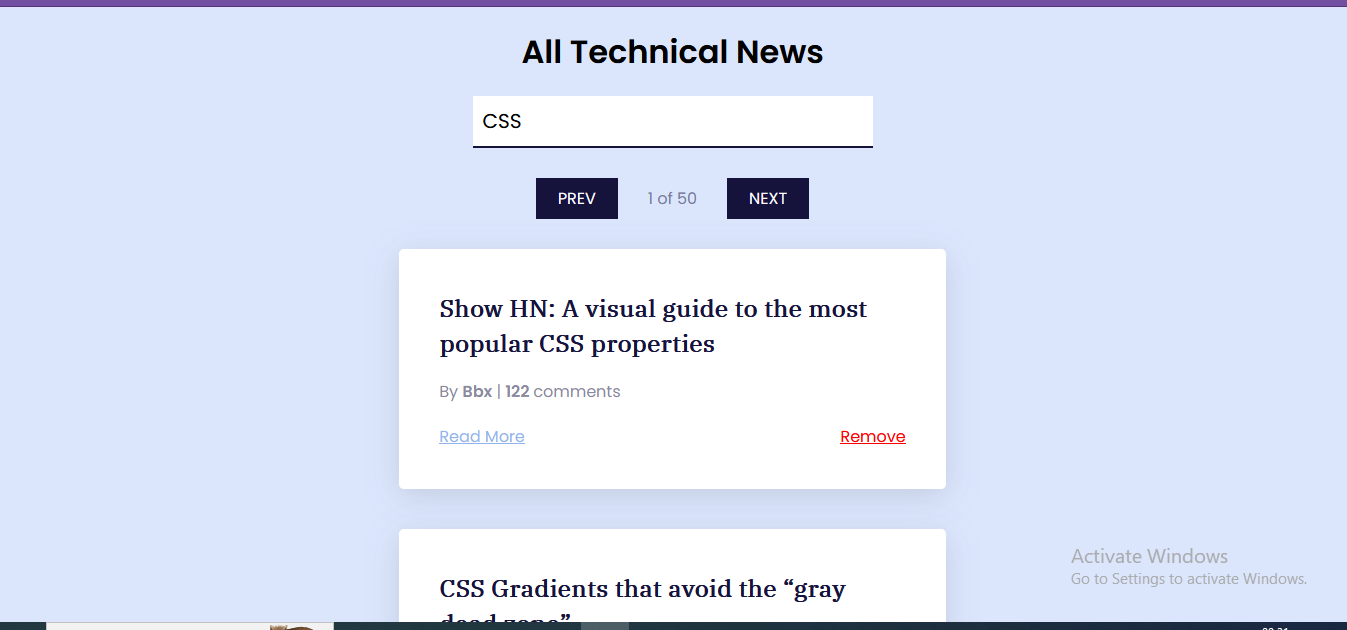 All Technical News
CSS
PREV 1 of 50 NEXT
Show HN: A visual guide to the most
popular CSS properties
By Bbx | 122 comments
Read More Remove
CSS Gradients that avoid the “gray
dead zone”
Activate Windows
Go to Settings to activate Windows.